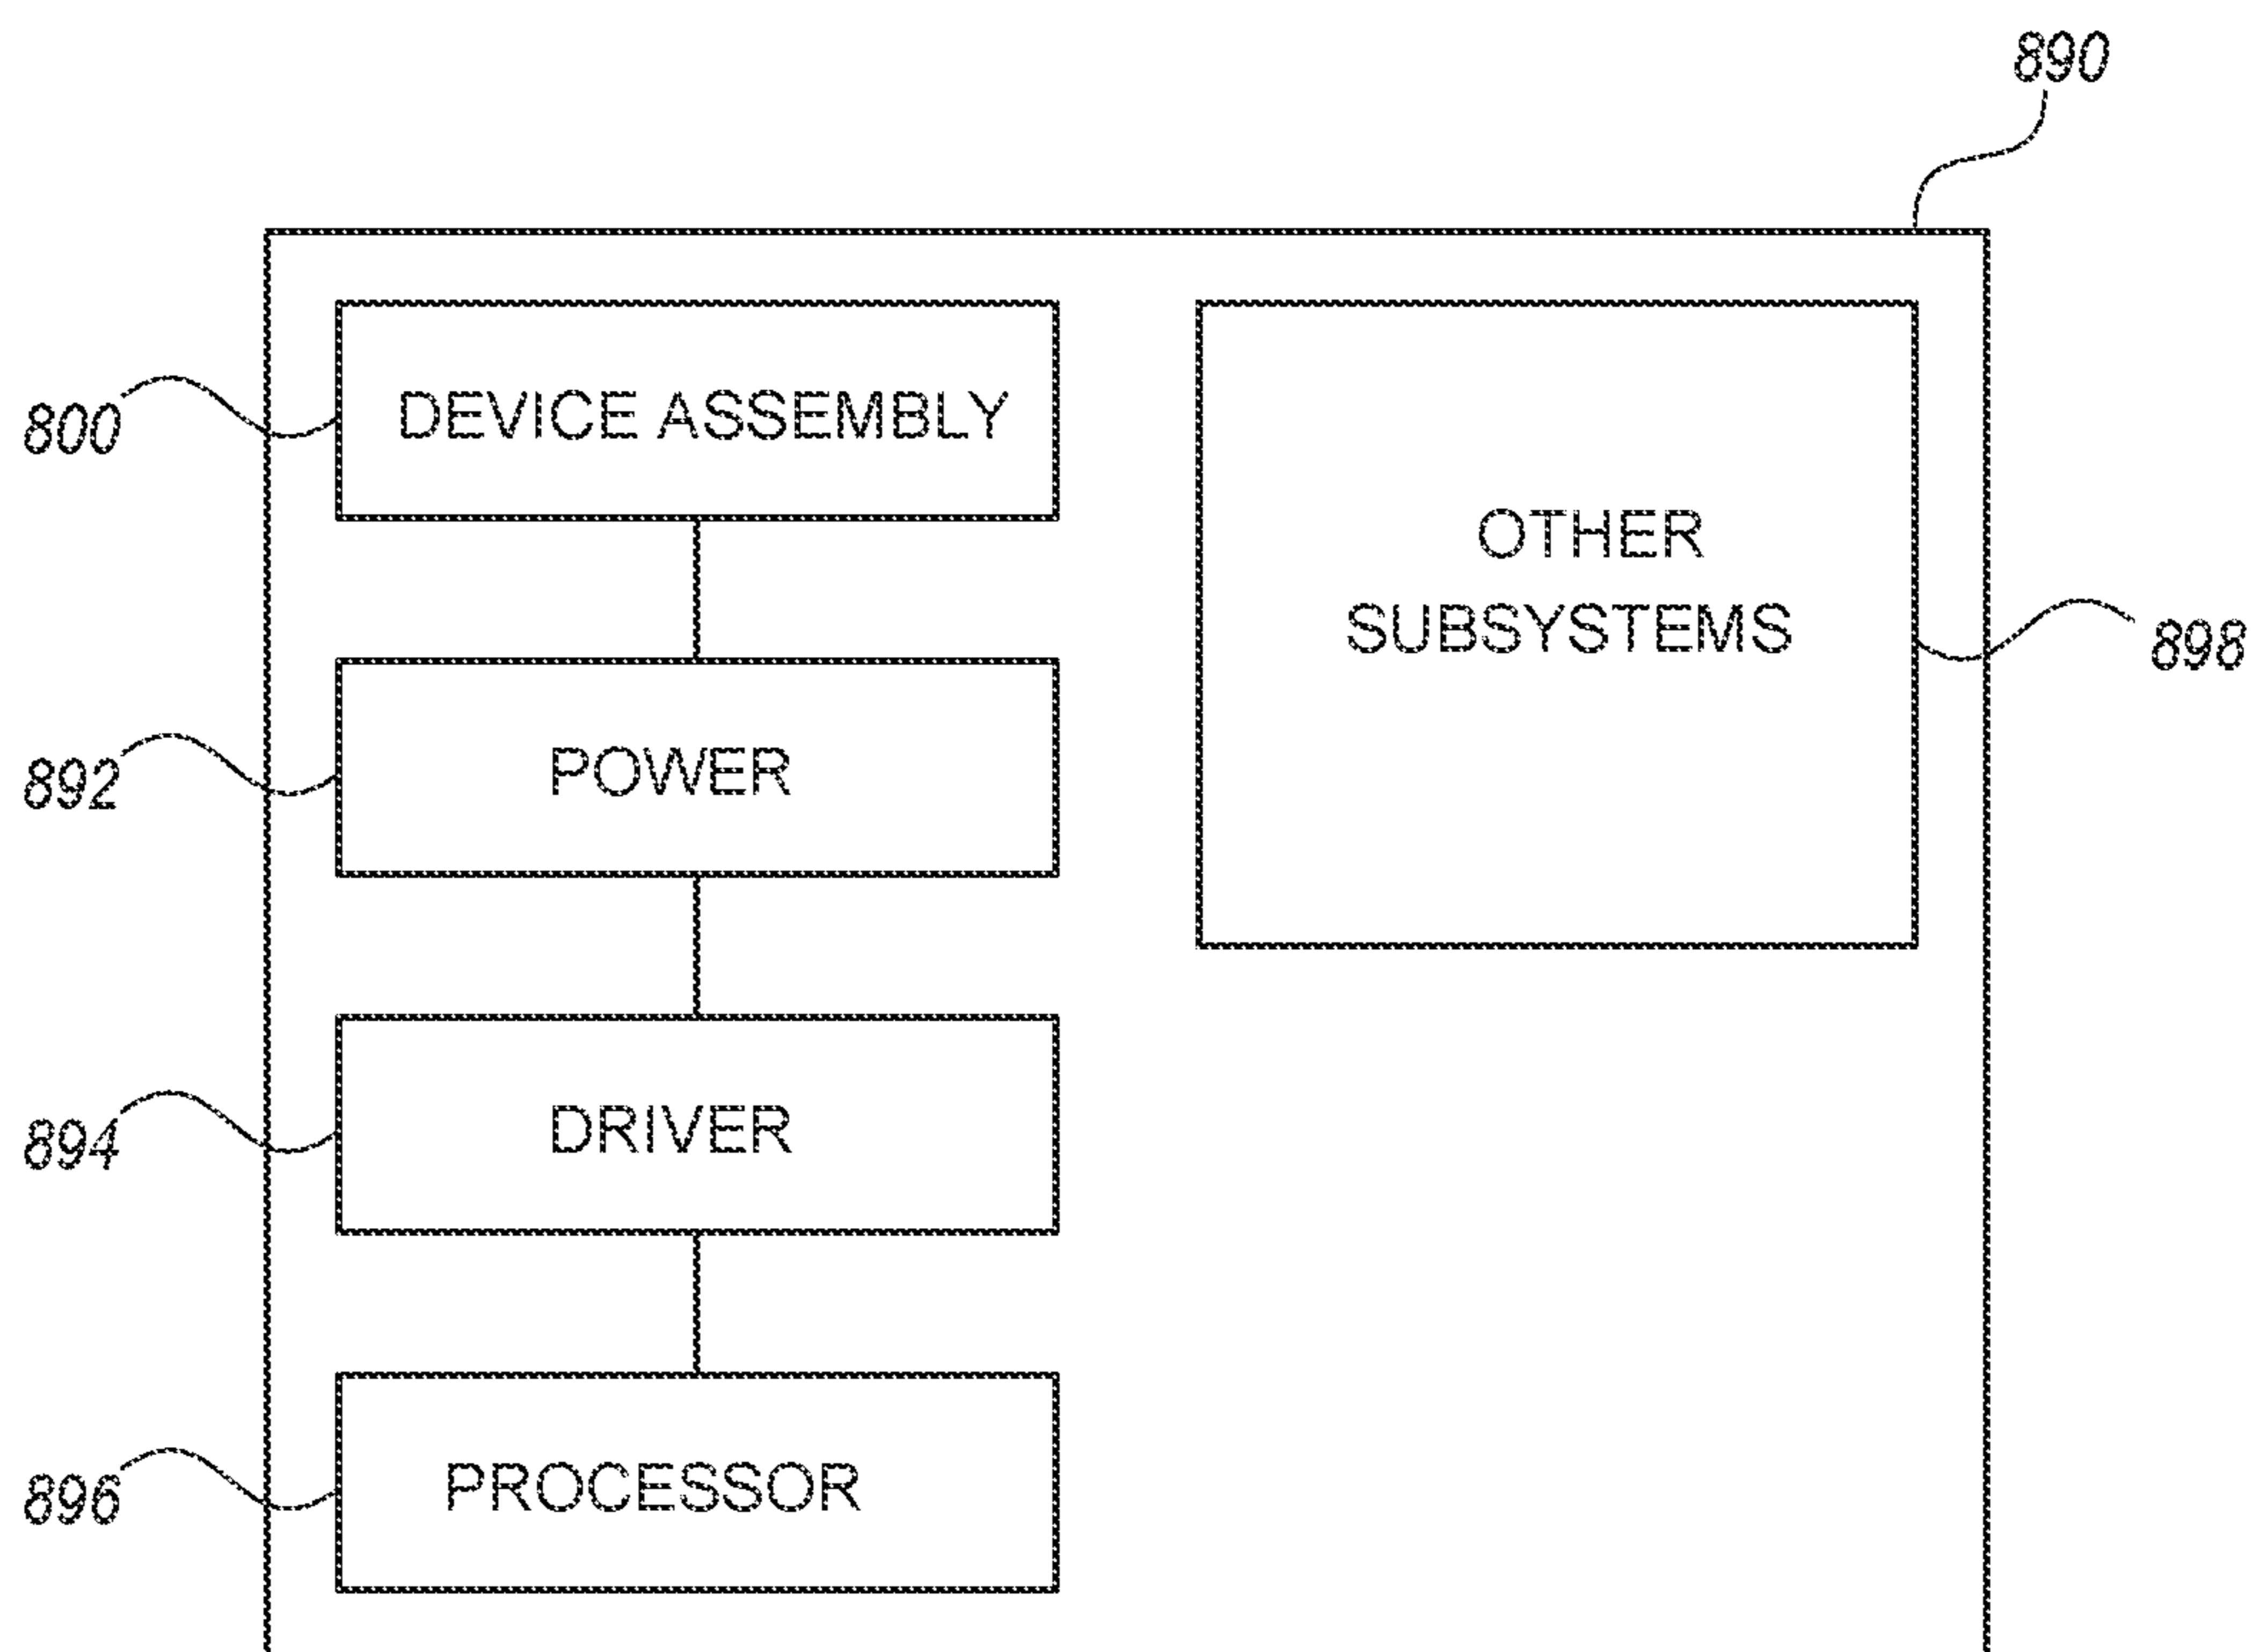 890
800
DEVICE ASSEMBLY
OTHER
SUBSYSTEMS
898
892
POWER
894
DRIVER
896
PROCESSOR